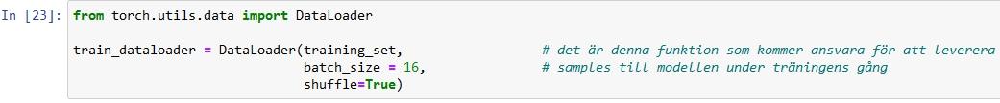 In [23]: from torch.utils.data import DataLoader
train_dataloader = DataLoader(training_set, # det är denna funktion som kommer ansvara för att leverera
batch_size = 16, # samples till modellen under träningens gång
shuffle=True)